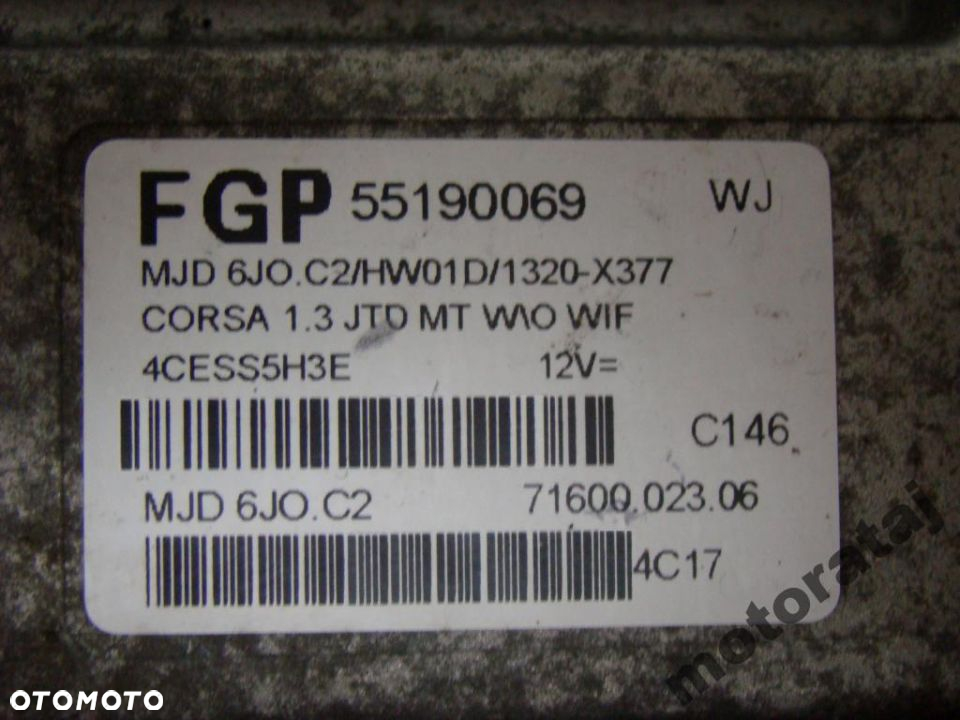 FGP 55190069 WJ
MJD 6JO.C2/HW01D/1320-X377
CORSA 1.3 JTD MT W\O WIF
4CESS5H3E 12V=
C146
MJD 6JO.C2 71600.023.06
4C17
motorataj
OTOMOTO